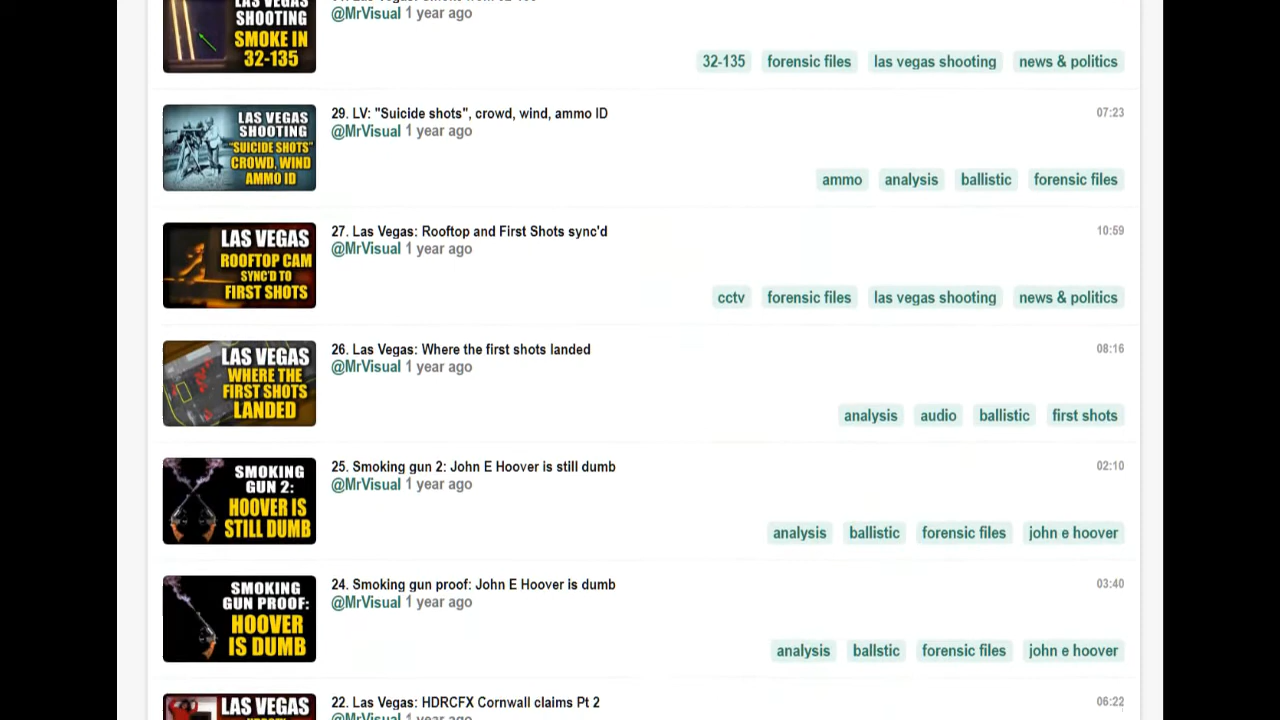 LAS VEGAS
SHOOTING
SMOKE IN
32-135
@MrVisual 1 year ago
32-135 forensic files las vegas shooting news & politics
LAS VEGAS
SHOOTING
"SUICIDE SHOTS"
CROWD, WIND
AMMO ID
29. LV: "Suicide shots", crowd, wind, ammo ID
07:23
@MrVisual 1 year ago
ammo analysis ballistic forensic files
LAS VEGAS
ROOFTOP CAM
SYNC'D TO
FIRST SHOTS
27. Las Vegas: Rooftop and First Shots sync'd
10:59
@MrVisual 1 year ago
cctv forensic files las vegas shooting news & politics
LAS VEGAS
WHERE THE
FIRST SHOTS
LANDED
26. Las Vegas: Where the first shots landed
08:16
@MrVisual 1 year ago
analysis audio ballistic first shots
SMOKING
GUN 2:
HOOVER IS
STILL DUMB
25. Smoking gun 2: John E Hoover is still dumb
02:10
@MrVisual 1 year ago
analysis ballistic forensic files john e hoover
SMOKING
GUN PROOF:
HOOVER
IS DUMB
24. Smoking gun proof: John E Hoover is dumb
03:40
@MrVisual 1 year ago
analysis ballstic forensic files john e hoover
LAS VEGAS
22. Las Vegas: HDRCFX Cornwall claims Pt 2
06:22
@MrVisual 1 year ago